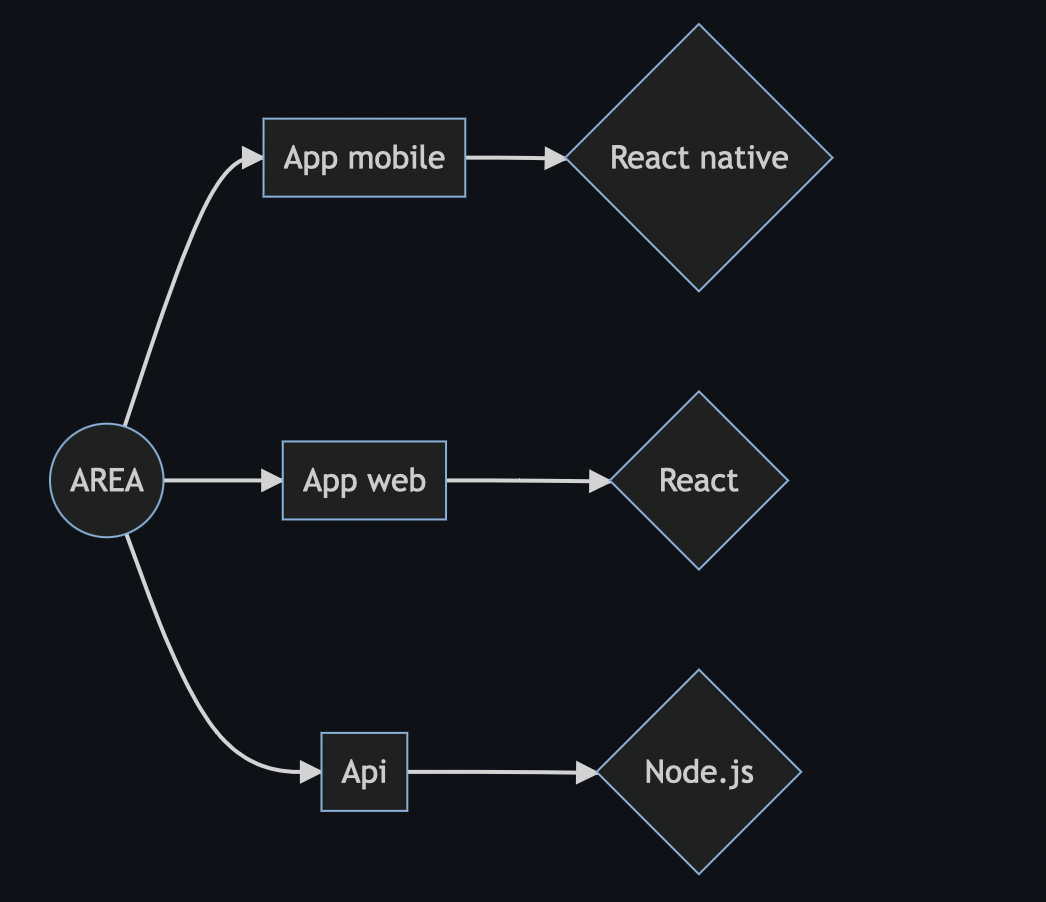 App mobile
React native
AREA
App web
React
Api
Node.js